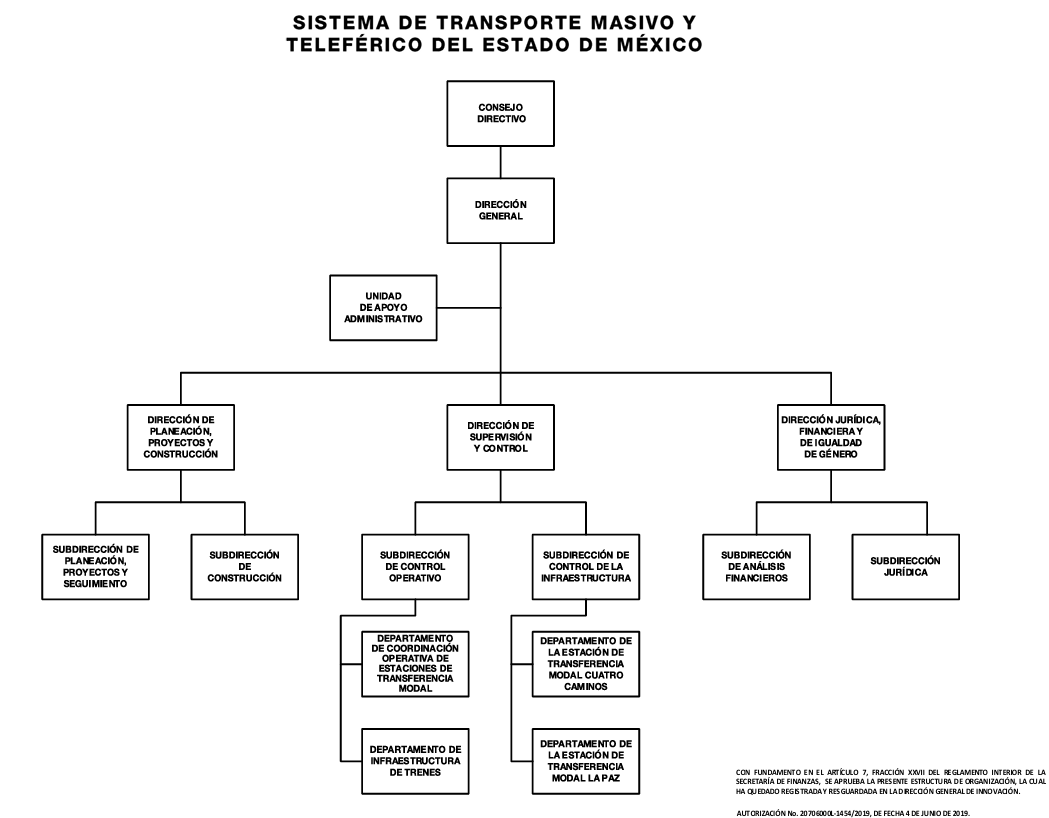 SISTEMA DE TRANSPORTE MASIVO Y
TELEFÉRICO DEL ESTADO DE MÉXICO
CONSEJO
DIRECTIVO
DIRECCIÓN
GENERAL
UNIDAD
DE APOYO
ADMINISTRATIVO
DIRECCIÓN DE
PLANEACIÓN,
PROYECTOS Y
CONSTRUCCIÓN
DIRECCIÓN DE
SUPERVISIÓN
Y CONTROL
DIRECCIÓN JURÍDICA,
FINANCIERA Y
DE IGUALDAD
DE GÉNERO
SUBDIRECCIÓN DE
PLANEACIÓN,
PROYECTOS Y
SEGUIMIENTO
SUBDIRECCIÓN
DE
CONSTRUCCIÓN
SUBDIRECCIÓN
DE CONTROL
OPERATIVO
SUBDIRECCIÓN DE
CONTROL DE LA
INFRAESTRUCTURA
SUBDIRECCIÓN
DE ANÁLISIS
FINANCIEROS
SUBDIRECCIÓN
JURÍDICA
DEPARTAMENTO
DE COORDINACIÓN
OPERATIVA DE
ESTACIONES DE
TRANSFERENCIA
MODAL
DEPARTAMENTO DE
LA ESTACIÓN DE
TRANSFERENCIA
MODAL CUATRO
CAMINOS
DEPARTAMENTO DE
INFRAESTRUCTURA
DE TRENES
DEPARTAMENTO DE
LA ESTACIÓN DE
TRANSFERENCIA
MODAL LA PAZ
CON FUNDAMENTO EN EL ARTÍCULO 7, FRACCIÓN XXVII DEL REGLAMENTO INTERIOR DE LA
SECRETARÍA DE FINANZAS, SE APRUEBA LA PRESENTE ESTRUCTURA DE ORGANIZACIÓN, LA CUAL
HA QUEDADO REGISTRADA Y RESGUARDADA EN LA DIRECCIÓN GENERAL DE INNOVACIÓN.
AUTORIZACIÓN No. 20706000L-1454/2019, DE FECHA 4 DE JUNIO DE 2019.